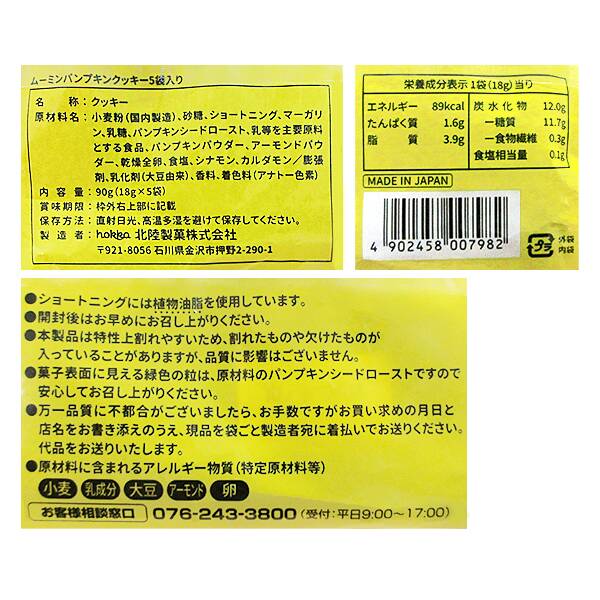 ムーミンパンプキンクッキー5袋入り
名称:クッキー
原材料名:小麦粉(国内製造)、砂糖、ショートニング、マーガリ
ン、乳糖、パンプキンシードロースト、乳等を主要原料
とする食品、パンプキンパウダー、アーモンドパウ
ダー、乾燥全卵、食塩、シナモン、カルダモン/膨張
剤、乳化剤(大豆由来)、香料、着色料(アナトー色素)
内容量:90g(18g×5袋)
賞味期限:枠外右上部に記載
保存方法:直射日光、高温多湿を避けて保存してください。
製造者:hokka 北陸製菓株式会社
〒921-8056 石川県金沢市押野2-290-1
栄養成分表示 1袋(18g)当り
エネルギー 89kcal 炭水化物 12.0g
たんぱく質 1.6g ー糖質 11.7g
脂質 3.9g ー食物繊維 0.3g
食塩相当量 0.1g
MADE IN JAPAN
4 902458 007982
プラ 外袋
内袋
●ショートニングには植物油脂を使用しています。
●開封後はお早めにお召し上がりください。
●本製品は特性上割れやすいため、割れたものや欠けたものが
入っていることがありますが、品質に影響はございません。
●菓子表面に見える緑色の粒は、原材料のパンプキンシードローストですので
安心してお召し上がりください。
●万一品質に不都合がございましたら、お手数ですがお買い求めの月日と
店名をお書き添えのうえ、現品を袋ごと製造者宛に着払いでお送りください。
代品をお送りいたします。
●原材料に含まれるアレルギー物質(特定原材料等)
小麦 乳成分 大豆 アーモンド 卵
お客様相談窓口 076-243-3800(受付:平日9:00〜17:00)